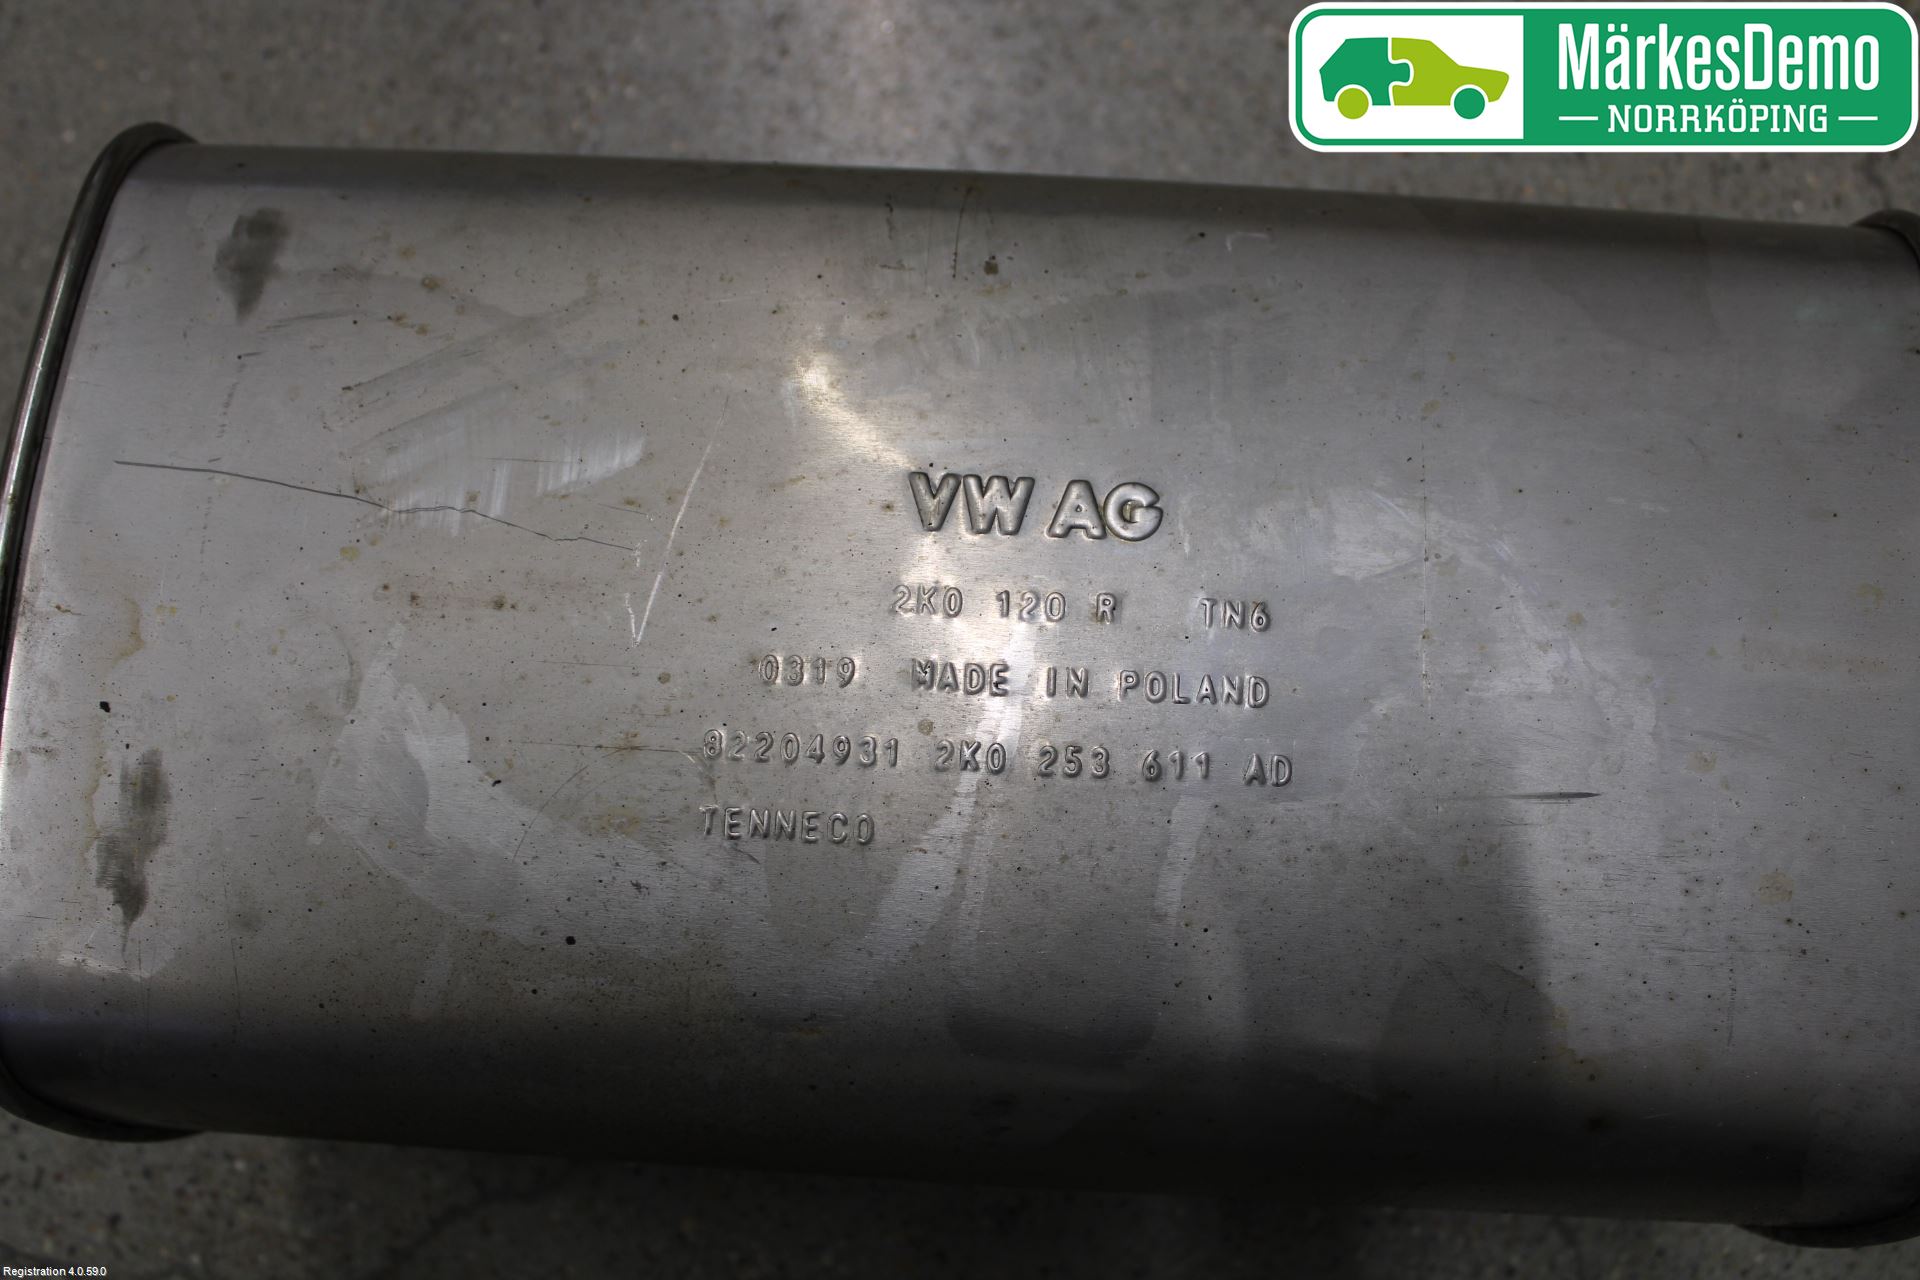 MärkesDemo
NORRKÖPING
VW AG
2K0 120 R TN6
0319 MADE IN POLAND
82204931 2K0 253 611 AD
TENNECO
Registration 4.0.59.0